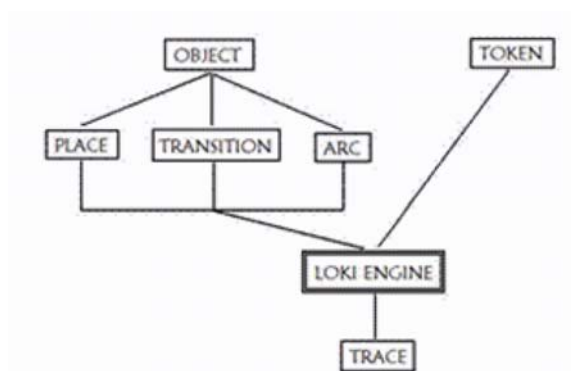 OBJECT
TOKEN
PLACE
TRANSITION
ARC
LOKI ENGINE
TRACE